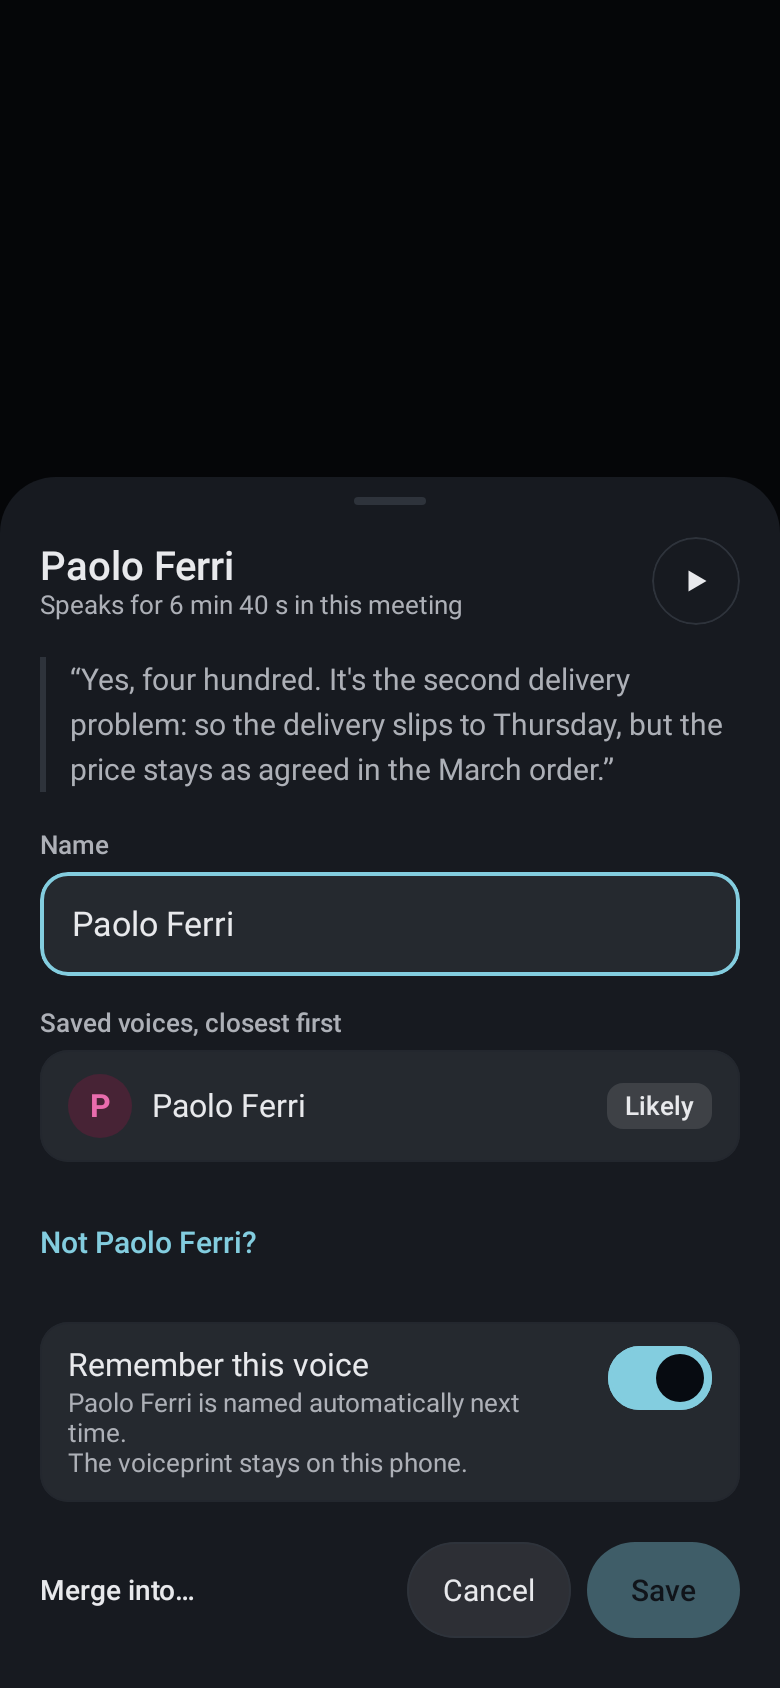 Paolo Ferri
Speaks for 6 min 40 s in this meeting
“Yes, four hundred. It's the second delivery
problem: so the delivery slips to Thursday, but the
price stays as agreed in the March order.”
Name
Paolo Ferri
Saved voices, closest first
P Paolo Ferri Likely
Not Paolo Ferri?
Remember this voice
Paolo Ferri is named automatically next
time.
The voiceprint stays on this phone.
Merge into… Cancel Save